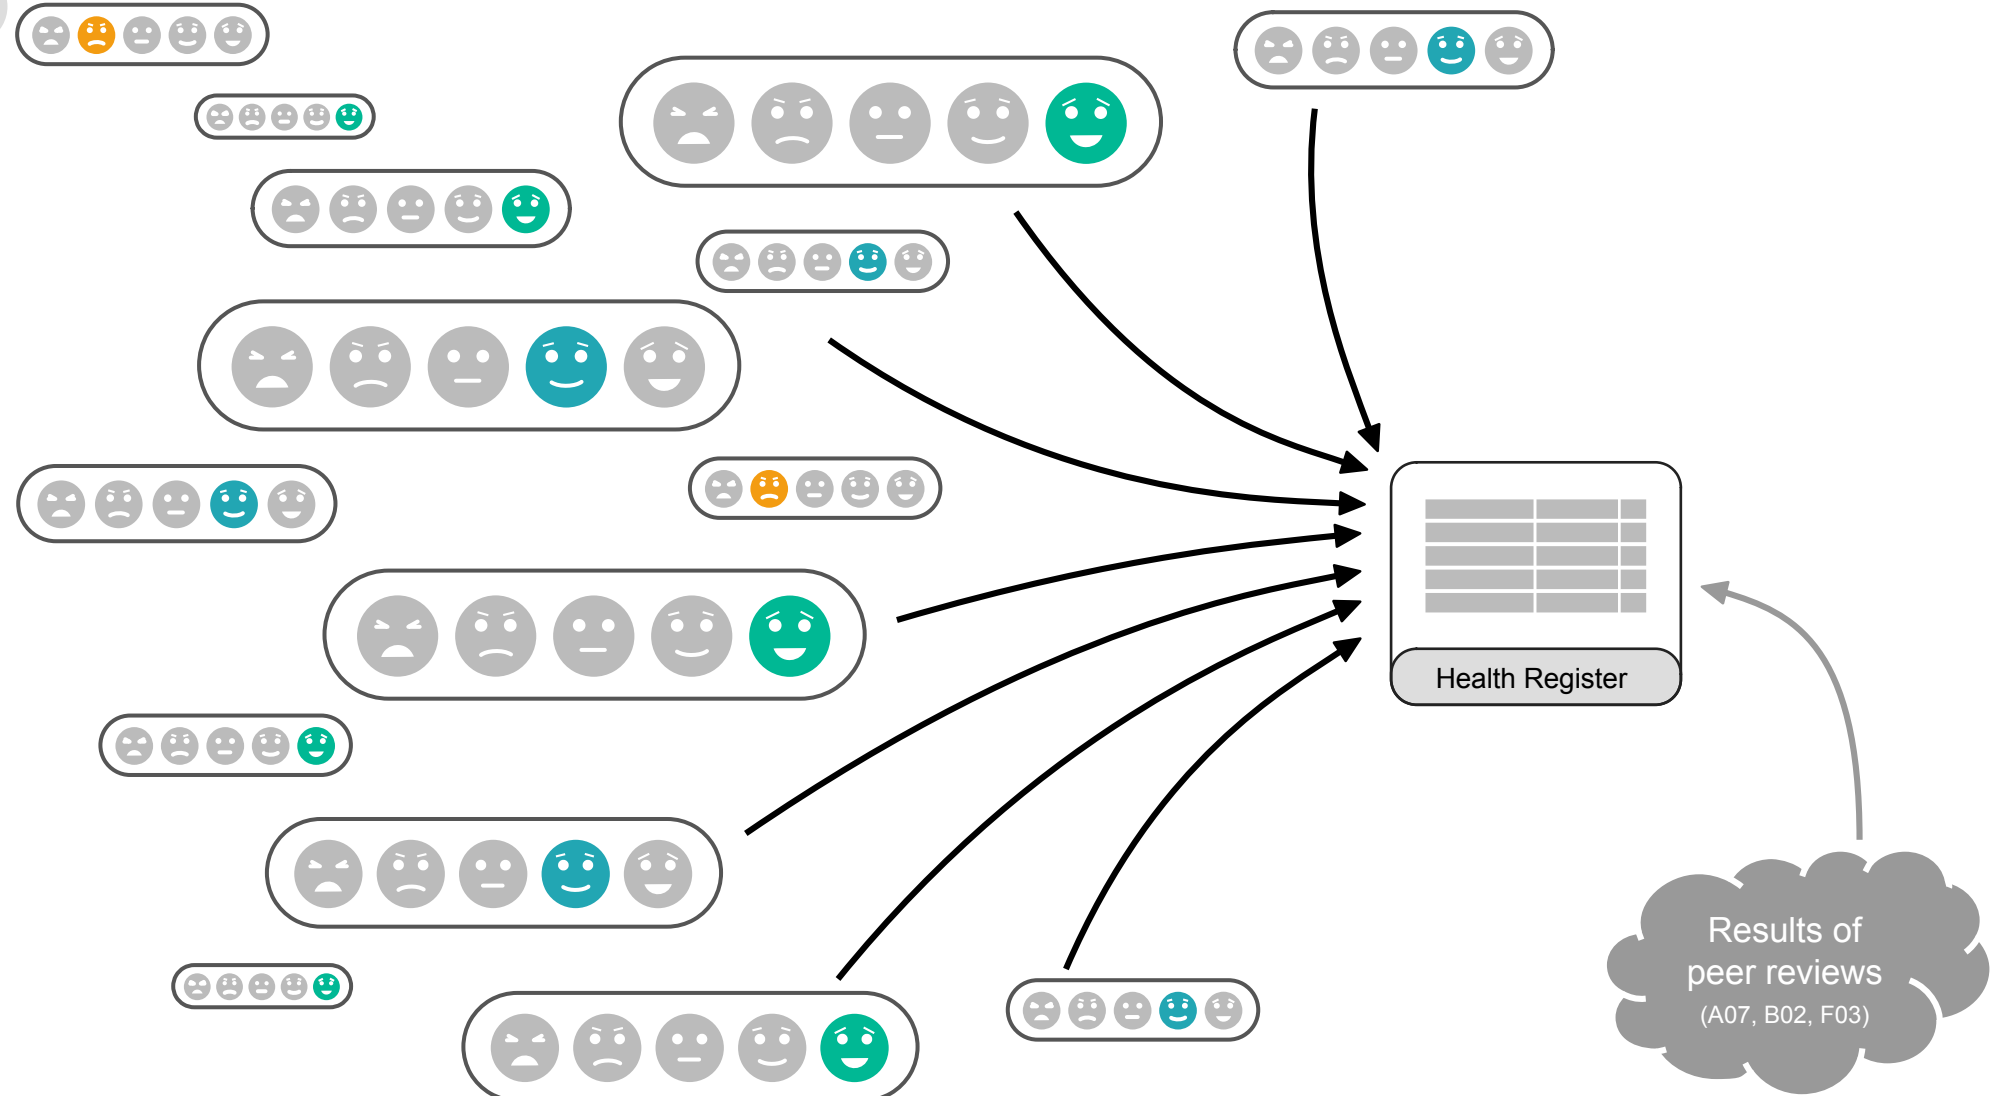 Health Register
Results of
peer reviews
(A07, B02, F03)